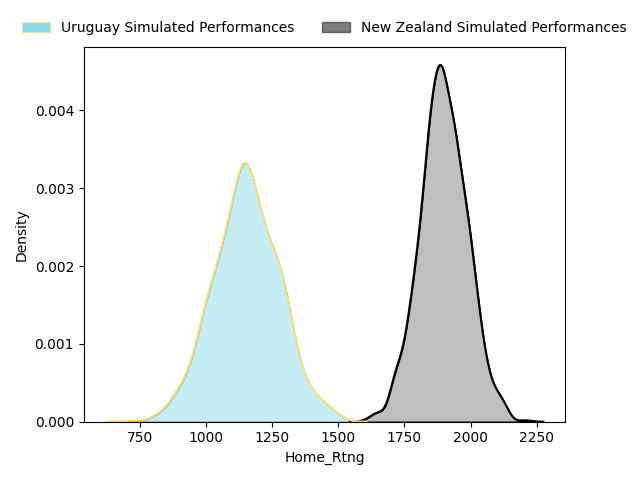 Uruguay Simulated Performances New Zealand Simulated Performances
0.004
0.003
0.002
0.001
0.000
Density
750 1000 1250 1500 1750 2000 2250
Home_Rtng